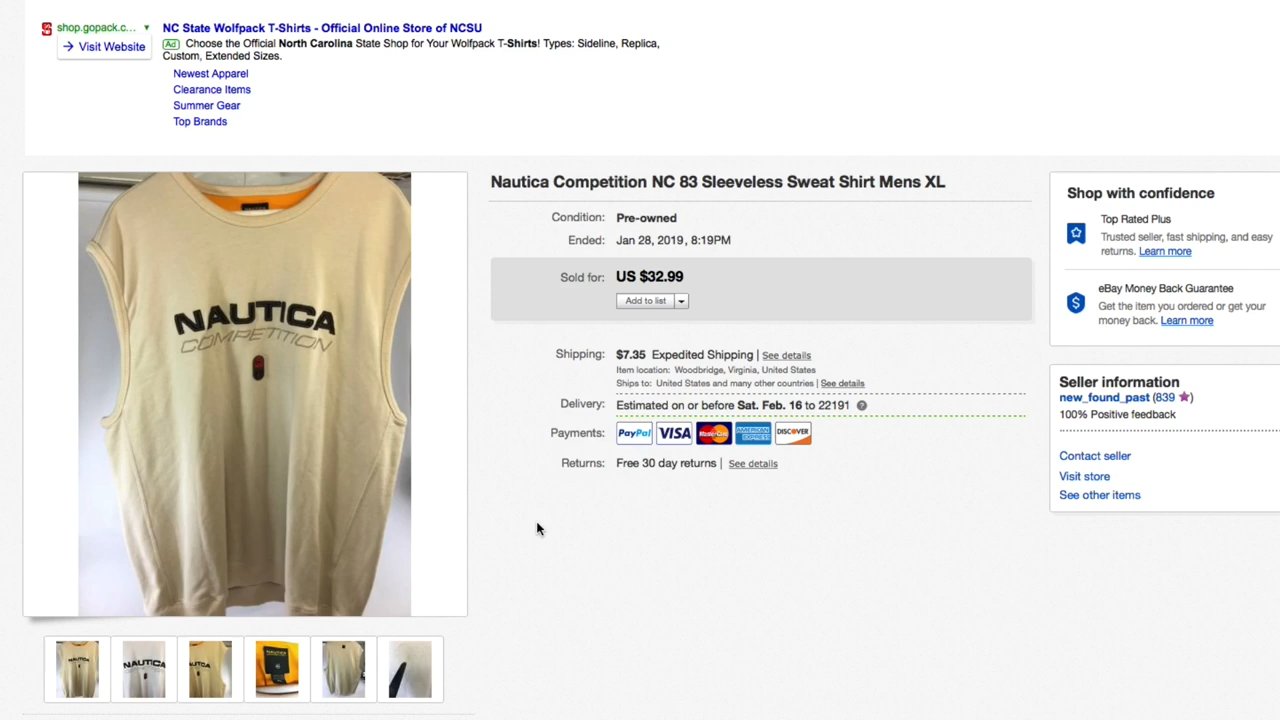 shop.gopack.c... ▼
→ Visit Website
NC State Wolfpack T-Shirts - Official Online Store of NCSU
Ad Choose the Official North Carolina State Shop for Your Wolfpack T-Shirts! Types: Sideline, Replica,
Custom, Extended Sizes.
Newest Apparel
Clearance Items
Summer Gear
Top Brands
NAUTICA
COMPETITION
NAUTICA
Nautica Competition NC 83 Sleeveless Sweat Shirt Mens XL
Condition: Pre-owned
Ended: Jan 28, 2019, 8:19PM
Sold for: US $32.99
Add to list
Shipping: $7.35 Expedited Shipping | See details
Item location: Woodbridge, Virginia, United States
Ships to: United States and many other countries | See details
Delivery: Estimated on or before Sat. Feb. 16 to 22191 ?
Payments: PayPal VISA MasterCard AMERICAN EXPRESS DISCOVER
Returns: Free 30 day returns | See details
Shop with confidence
Top Rated Plus
Trusted seller, fast shipping, and easy
returns. Learn more
eBay Money Back Guarantee
Get the item you ordered or get your
money back. Learn more
Seller information
new_found_past (839 ★)
100% Positive feedback
Contact seller
Visit store
See other items